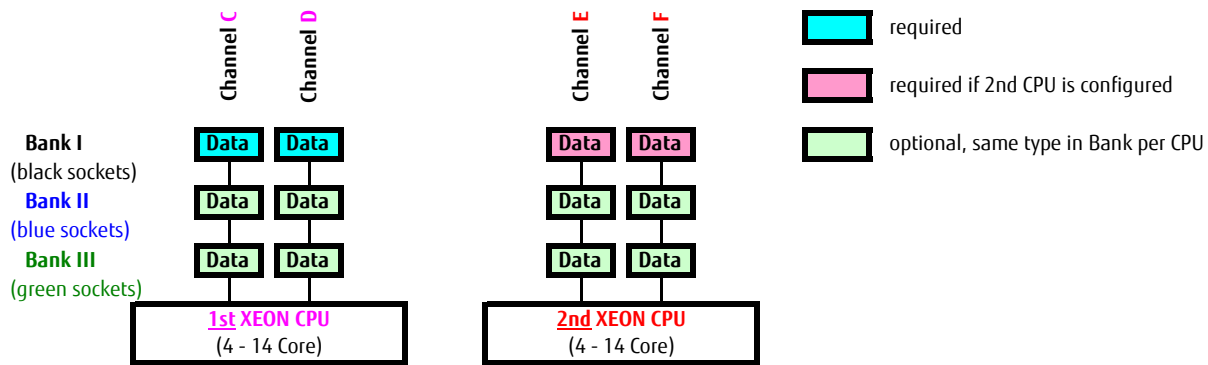 Channel C
Channel D
Channel E
Channel F
required
required if 2nd CPU is configured
optional, same type in Bank per CPU
Bank I
(black sockets)
Data Data Data Data
Bank II
(blue sockets)
Data Data Data Data
Bank III
(green sockets)
Data Data Data Data
1st XEON CPU
(4 - 14 Core)
2nd XEON CPU
(4 - 14 Core)